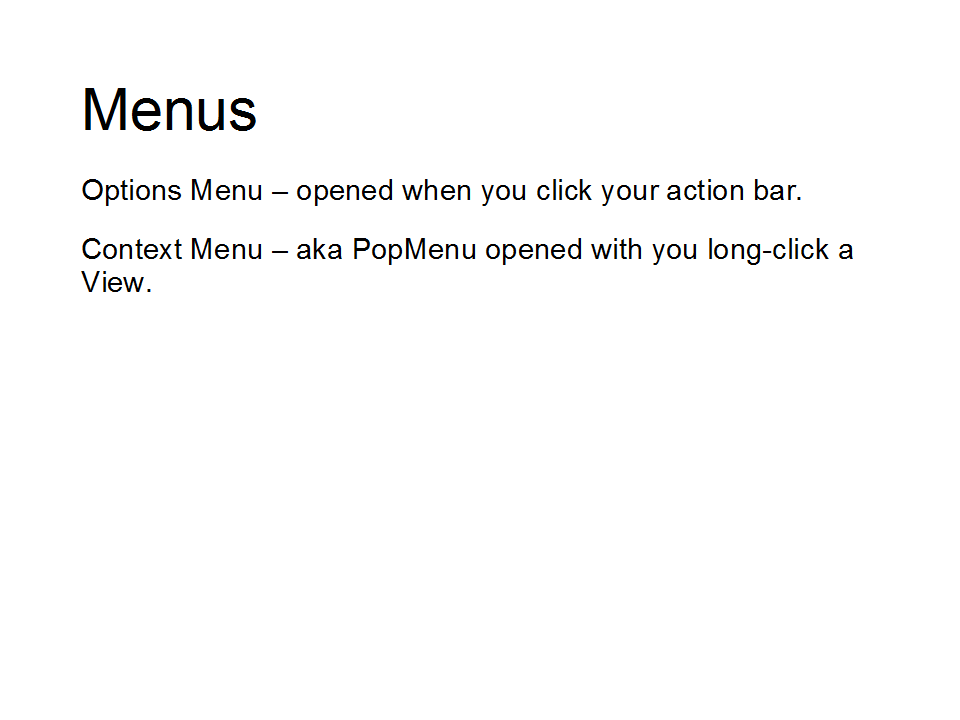 Menus
Options Menu – opened when you click your action bar.
Context Menu – aka PopMenu opened with you long-click a
View.